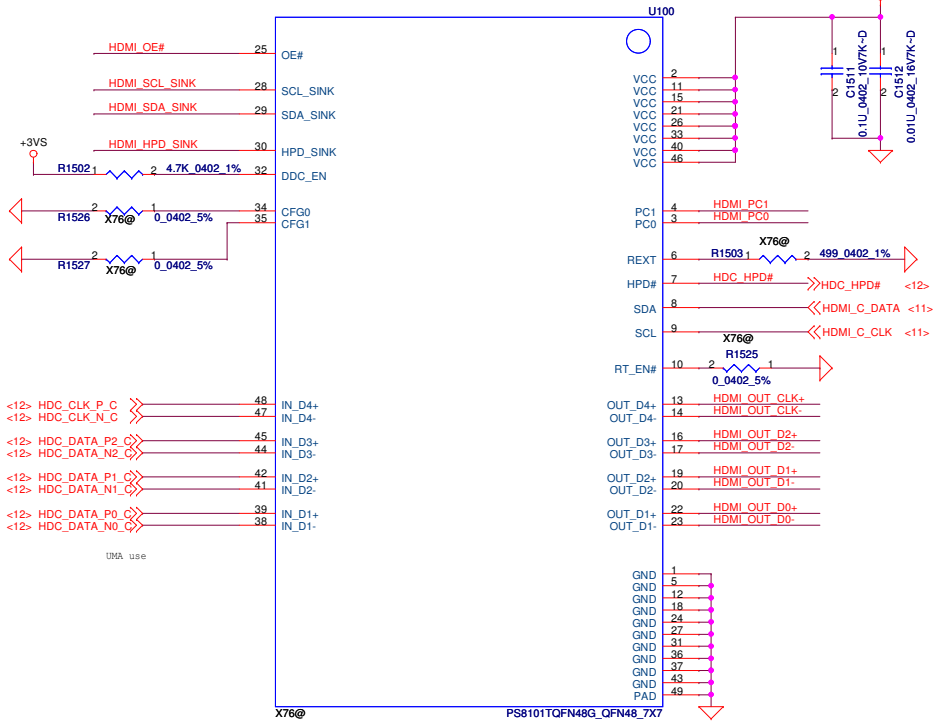 U100
HDMI_OE# 25 OE#
HDMI_SCL_SINK 28 SCL_SINK
HDMI_SDA_SINK 29 SDA_SINK
HDMI_HPD_SINK 30 HPD_SINK
+3VS
R1502 1 2 4.7K_0402_1% 32 DDC_EN
2 1 34 CFG0
R1526 X76@ 0_0402_5% 35 CFG1
2 1
R1527 X76@ 0_0402_5%
<12> HDC_CLK_P_C 48 IN_D4+
<12> HDC_CLK_N_C 47 IN_D4-
<12> HDC_DATA_P2_C 45 IN_D3+
<12> HDC_DATA_N2_C 44 IN_D3-
<12> HDC_DATA_P1_C 42 IN_D2+
<12> HDC_DATA_N1_C 41 IN_D2-
<12> HDC_DATA_P0_C 39 IN_D1+
<12> HDC_DATA_N0_C 38 IN_D1-
UMA use
VCC 2
VCC 11
VCC 15
VCC 21
VCC 26
VCC 33
VCC 40
VCC 46
1 2 C1511
0.1U_0402_10V7K~D
1 2 C1512
0.01U_0402_16V7K~D
PC1 4 HDMI_PC1
PC0 3 HDMI_PC0
X76@
REXT 6 R1503 1 2 499_0402_1%
HPD# 7 HDC_HPD# HDC_HPD# <12>
SDA 8 HDMI_C_DATA <11>
SCL 9 HDMI_C_CLK <11>
X76@
R1525
RT_EN# 10 2 1
0_0402_5%
OUT_D4+ 13 HDMI_OUT_CLK+
OUT_D4- 14 HDMI_OUT_CLK-
OUT_D3+ 16 HDMI_OUT_D2+
OUT_D3- 17 HDMI_OUT_D2-
OUT_D2+ 19 HDMI_OUT_D1+
OUT_D2- 20 HDMI_OUT_D1-
OUT_D1+ 22 HDMI_OUT_D0+
OUT_D1- 23 HDMI_OUT_D0-
GND 1
GND 5
GND 12
GND 18
GND 24
GND 27
GND 31
GND 36
GND 37
GND 43
PAD 49
X76@ PS8101TQFN48G_QFN48_7X7